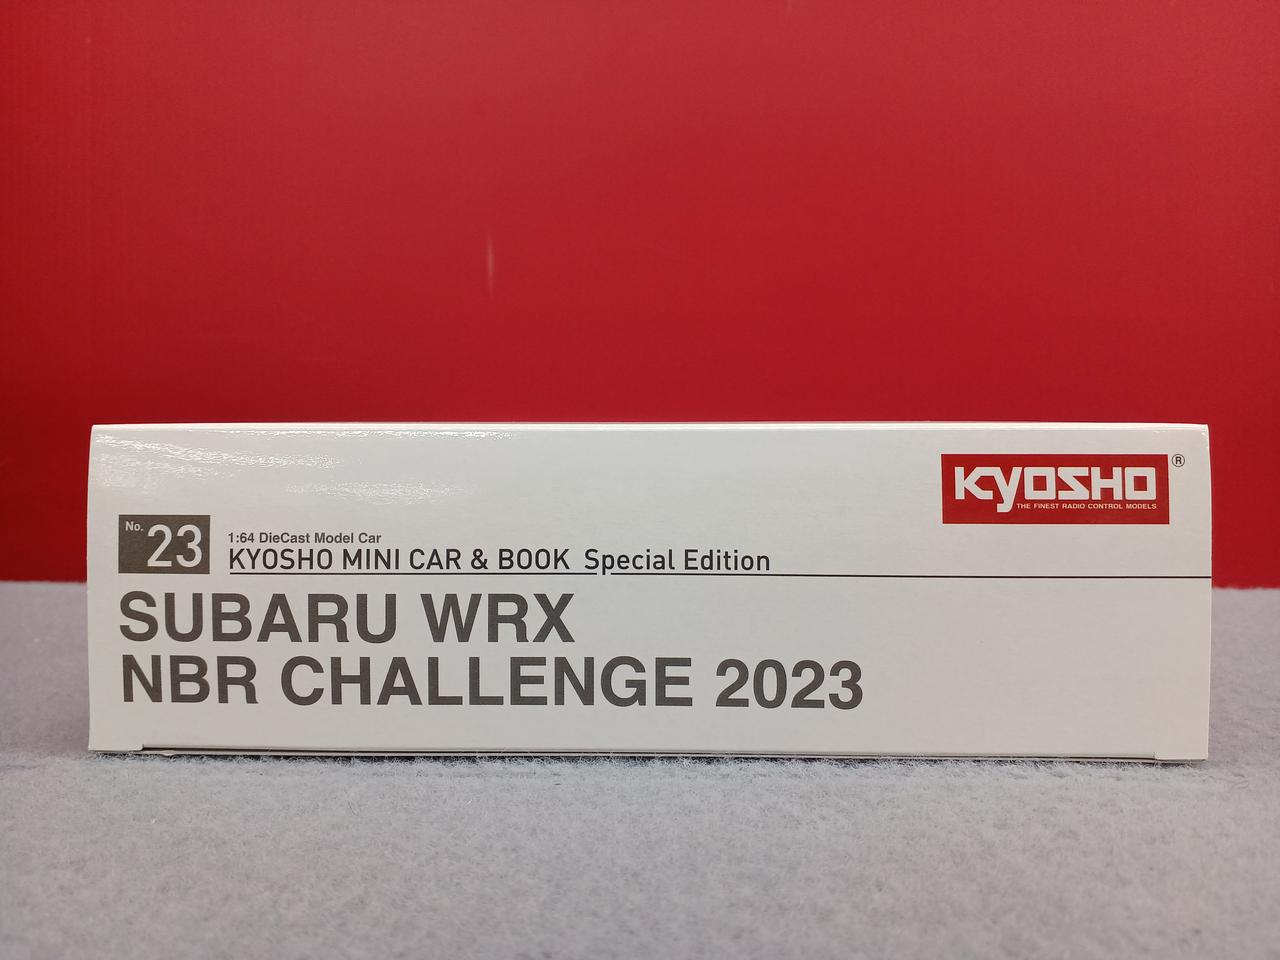 KYOSHO®
THE FINEST RADIO CONTROL MODELS
No. 23
1:64 DieCast Model Car
KYOSHO MINI CAR & BOOK Special Edition
SUBARU WRX
NBR CHALLENGE 2023